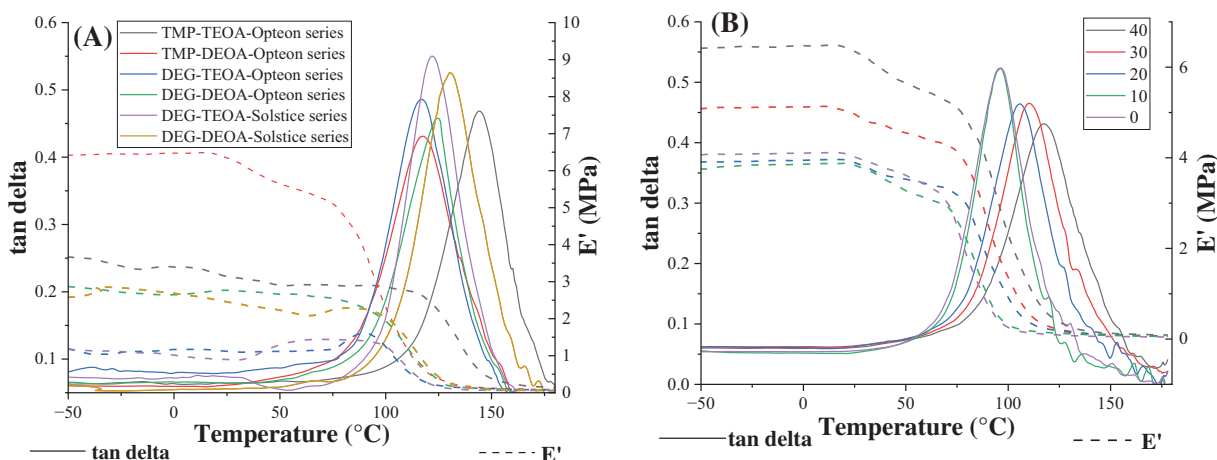 (A)
TMP-TEOA-Opteon series
TMP-DEOA-Opteon series
DEG-TEOA-Opteon series
DEG-DEOA-Opteon series
DEG-TEOA-Solstice series
DEG-DEOA-Solstice series
0.6
0.5
0.4
0.3
0.2
0.1
tan delta
10
9
8
7
6
5
4
3
2
1
0
E' (MPa)
−50
0
50
100
150
Temperature (°C)
tan delta
E'
(B)
40
30
20
10
0
0.6
0.5
0.4
0.3
0.2
0.1
0.0
tan delta
6
4
2
0
E' (MPa)
−50
0
50
100
150
Temperature (°C)
tan delta
E'